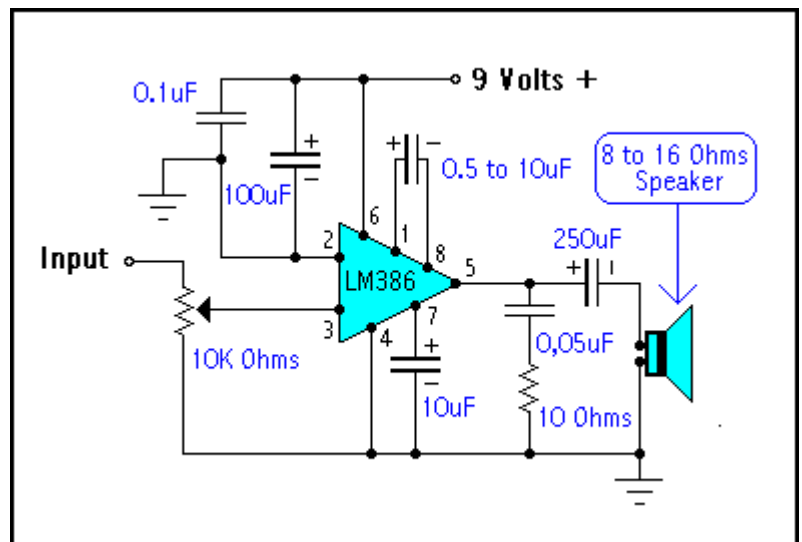 9 Volts +
0.1uF
8 to 16 Ohms
Speaker
+
-
0.5 to 10uF
+
-
100uF
6
1
2
8
5
250uF
+
Input
LM386
7
3
4
0,05uF
10K Ohms
+
-
10uF
10 Ohms